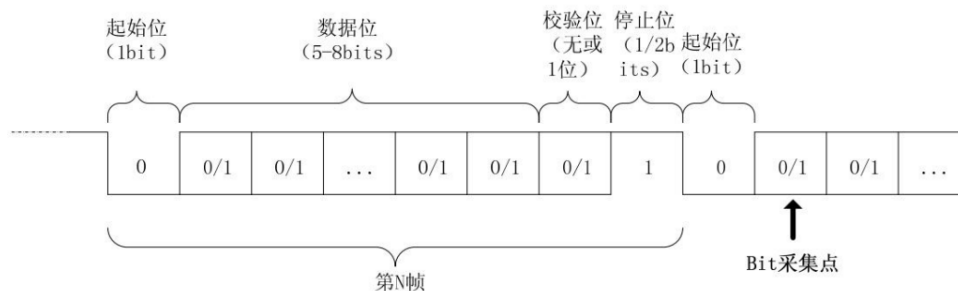 起始位
(1bit)
数据位
(5-8bits)
校验位
(无或
1位)
停止位
(1/2b
its)
起始位
(1bit)
0 0/1 0/1 ... 0/1 0/1 0/1 1 0 0/1 0/1 ...
第N帧
Bit采集点